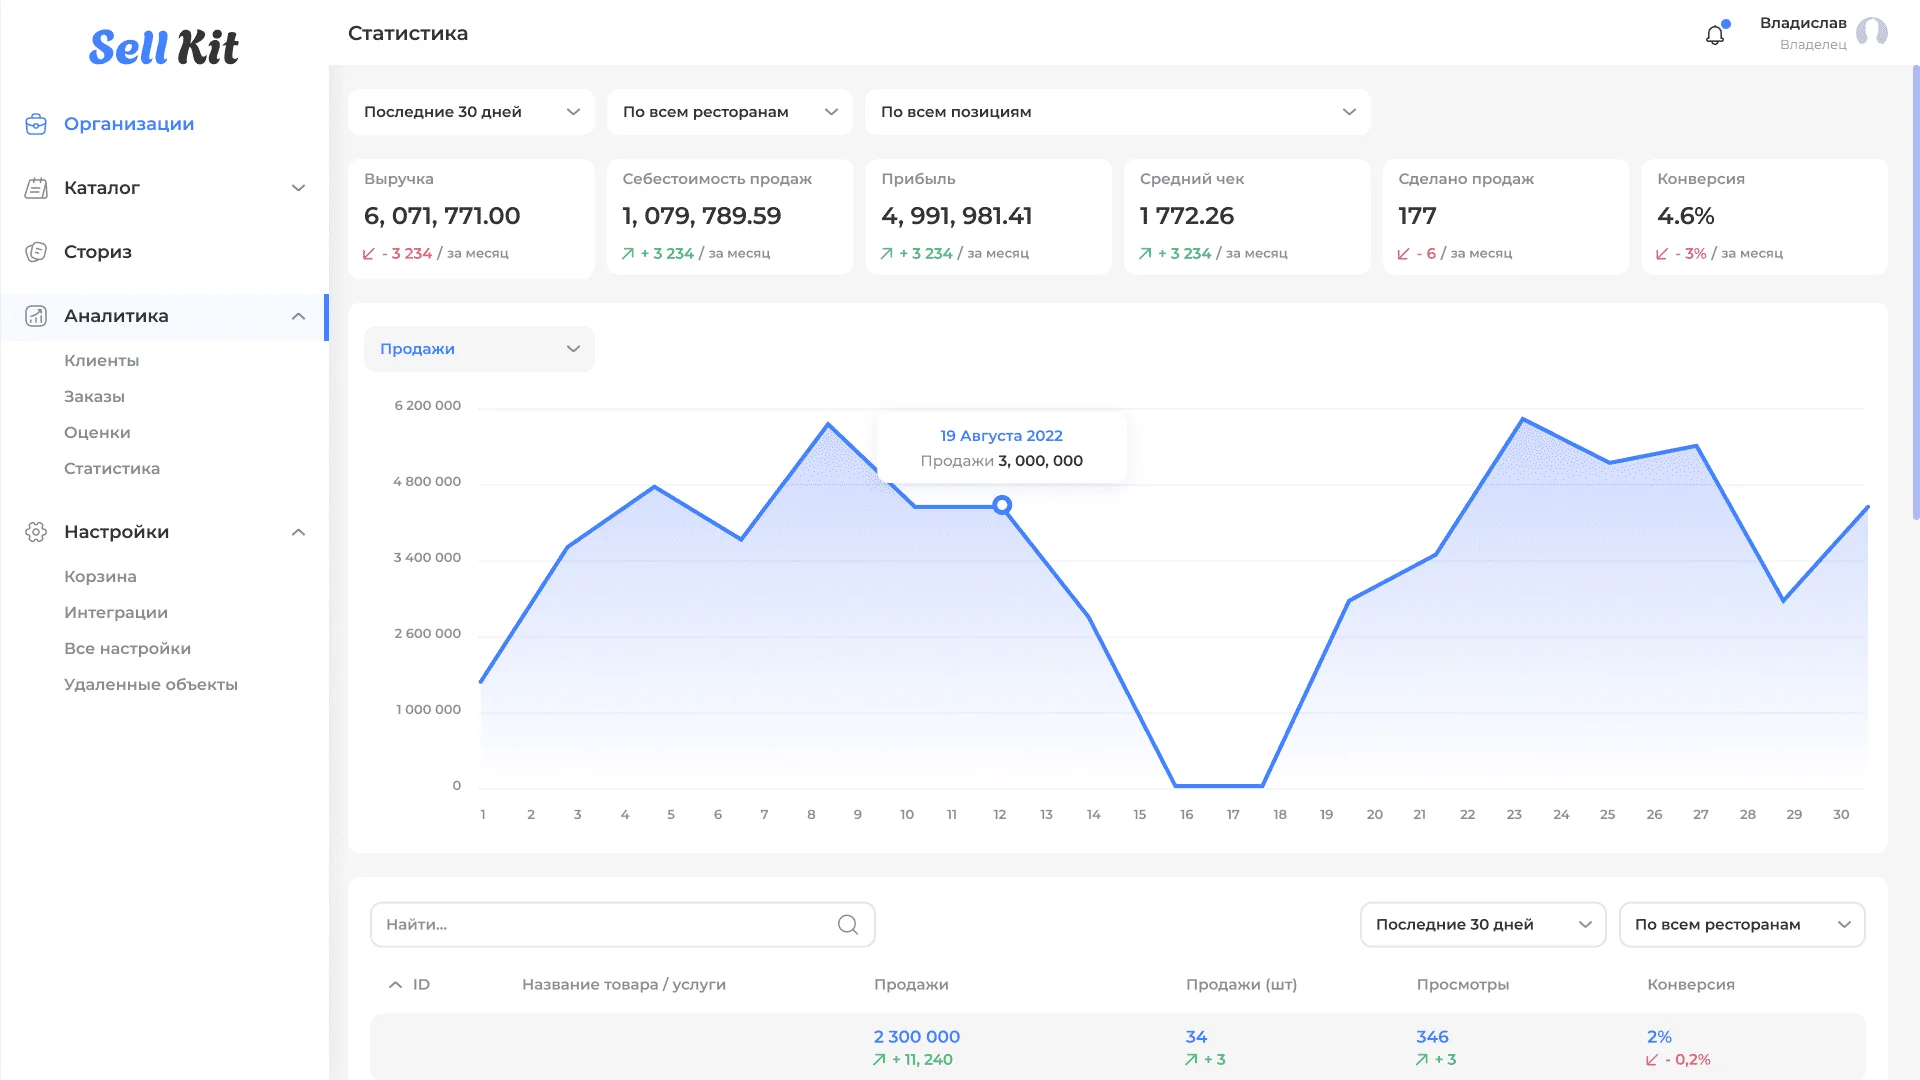 Sell Kit
Организации
Каталог
Сториз
Аналитика
Клиенты
Заказы
Оценки
Статистика
Настройки
Корзина
Интеграции
Все настройки
Удаленные объекты
Статистика
Владислав
Владелец
Последние 30 дней
По всем ресторанам
По всем позициям
Выручка
6, 071, 771.00
- 3 234 / за месяц
Себестоимость продаж
1, 079, 789.59
+ 3 234 / за месяц
Прибыль
4, 991, 981.41
+ 3 234 / за месяц
Средний чек
1 772.26
+ 3 234 / за месяц
Сделано продаж
177
- 6 / за месяц
Конверсия
4.6%
- 3% / за месяц
Продажи
6 200 000
4 800 000
3 400 000
2 600 000
1 000 000
0
19 Августа 2022
Продажи 3, 000, 000
1 2 3 4 5 6 7 8 9 10 11 12 13 14 15 16 17 18 19 20 21 22 23 24 25 26 27 28 29 30
Найти...
Последние 30 дней
По всем ресторанам
ID Название товара / услуги Продажи Продажи (шт) Просмотры Конверсия
2 300 000 34 346 2%
+ 11, 240 + 3 + 3 - 0,2%